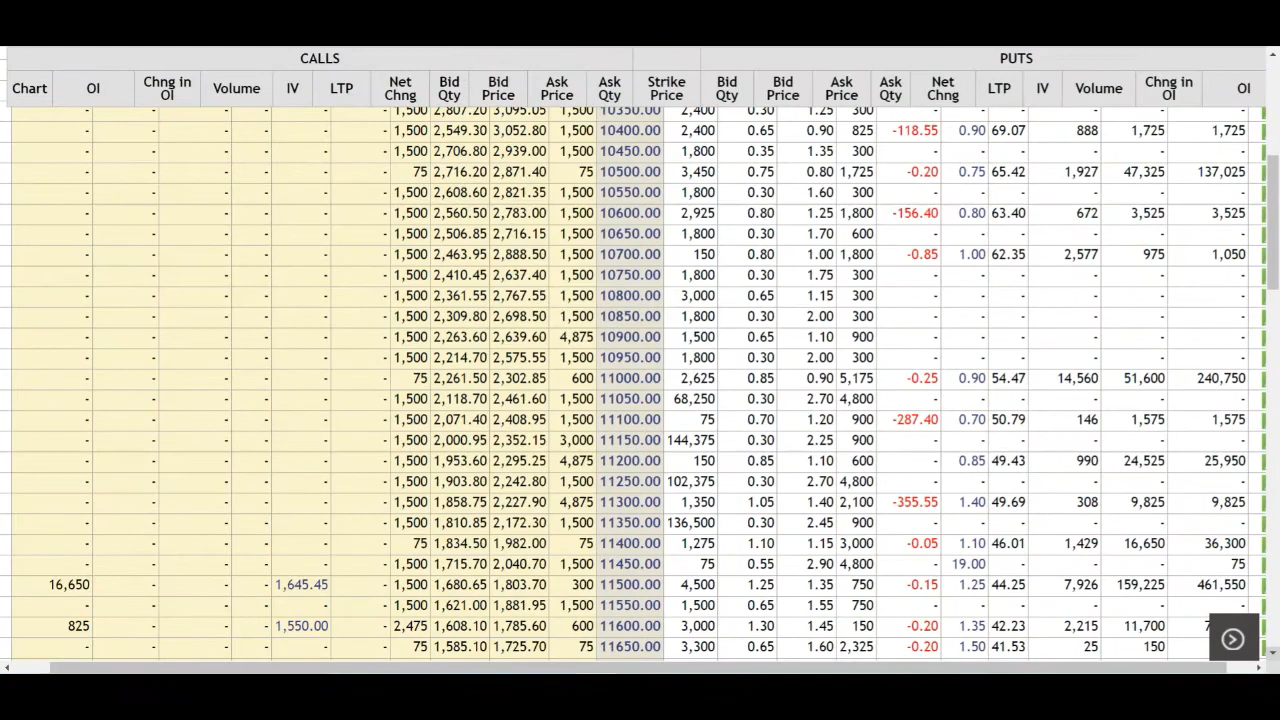 CALLS PUTS
Chart OI Chng in OI Volume IV LTP Net Chng Bid Qty Bid Price Ask Price Ask Qty Strike Price Bid Qty Bid Price Ask Price Ask Qty Net Chng LTP IV Volume Chng in OI OI
- - - - - 1,500 2,807.20 3,095.05 1,500 10350.00 2,400 0.30 1.25 300 - - - - - -
- - - - - 1,500 2,549.30 3,052.80 1,500 10400.00 2,400 0.65 0.90 825 -118.55 0.90 69.07 888 1,725 1,725
- - - - - 1,500 2,706.80 2,939.00 1,500 10450.00 1,800 0.35 1.35 300 - - - - - -
- - - - - 75 2,716.20 2,871.40 75 10500.00 3,450 0.75 0.80 1,725 -0.20 0.75 65.42 1,927 47,325 137,025
- - - - - 1,500 2,608.60 2,821.35 1,500 10550.00 1,800 0.30 1.60 300 - - - - - -
- - - - - 1,500 2,560.50 2,783.00 1,500 10600.00 2,925 0.80 1.25 1,800 -156.40 0.80 63.40 672 3,525 3,525
- - - - - 1,500 2,506.85 2,716.15 1,500 10650.00 1,800 0.30 1.70 600 - - - - - -
- - - - - 1,500 2,463.95 2,888.50 1,500 10700.00 150 0.80 1.00 1,800 -0.85 1.00 62.35 2,577 975 1,050
- - - - - 1,500 2,410.45 2,637.40 1,500 10750.00 1,800 0.30 1.75 300 - - - - - -
- - - - - 1,500 2,361.55 2,767.55 1,500 10800.00 3,000 0.65 1.15 300 - - - - - -
- - - - - 1,500 2,309.80 2,698.50 1,500 10850.00 1,800 0.30 2.00 300 - - - - - -
- - - - - 1,500 2,263.60 2,639.60 4,875 10900.00 1,500 0.65 1.10 900 - - - - - -
- - - - - 1,500 2,214.70 2,575.55 1,500 10950.00 1,800 0.30 2.00 300 - - - - - -
- - - - - 75 2,261.50 2,302.85 600 11000.00 2,625 0.85 0.90 5,175 -0.25 0.90 54.47 14,560 51,600 240,750
- - - - - 1,500 2,118.70 2,461.60 1,500 11050.00 68,250 0.30 2.70 4,800 - - - - - -
- - - - - 1,500 2,071.40 2,408.95 1,500 11100.00 75 0.70 1.20 900 -287.40 0.70 50.79 146 1,575 1,575
- - - - - 1,500 2,000.95 2,352.15 3,000 11150.00 144,375 0.30 2.25 900 - - - - - -
- - - - - 1,500 1,953.60 2,295.25 4,875 11200.00 150 0.85 1.10 600 - 0.85 49.43 990 24,525 25,950
- - - - - 1,500 1,903.80 2,242.80 1,500 11250.00 102,375 0.30 2.70 4,800 - - - - - -
- - - - - 1,500 1,858.75 2,227.90 4,875 11300.00 1,350 1.05 1.40 2,100 -355.55 1.40 49.69 308 9,825 9,825
- - - - - 1,500 1,810.85 2,172.30 1,500 11350.00 136,500 0.30 2.45 900 - - - - - -
- - - - - 75 1,834.50 1,982.00 75 11400.00 1,275 1.10 1.15 3,000 -0.05 1.10 46.01 1,429 16,650 36,300
- - - - - 1,500 1,715.70 2,040.70 1,500 11450.00 75 0.55 2.90 4,800 - 19.00 - - - 75
16,650 - - - 1,645.45 - 1,500 1,680.65 1,803.70 300 11500.00 4,500 1.25 1.35 750 -0.15 1.25 44.25 7,926 159,225 461,550
- - - - - 1,500 1,621.00 1,881.95 1,500 11550.00 1,500 0.65 1.55 750 - - - - - -
825 - - - 1,550.00 - 2,475 1,608.10 1,785.60 600 11600.00 3,000 1.30 1.45 150 -0.20 1.35 42.23 2,215 11,700
- - - - - 75 1,585.10 1,725.70 75 11650.00 3,300 0.65 1.60 2,325 -0.20 1.50 41.53 25 150